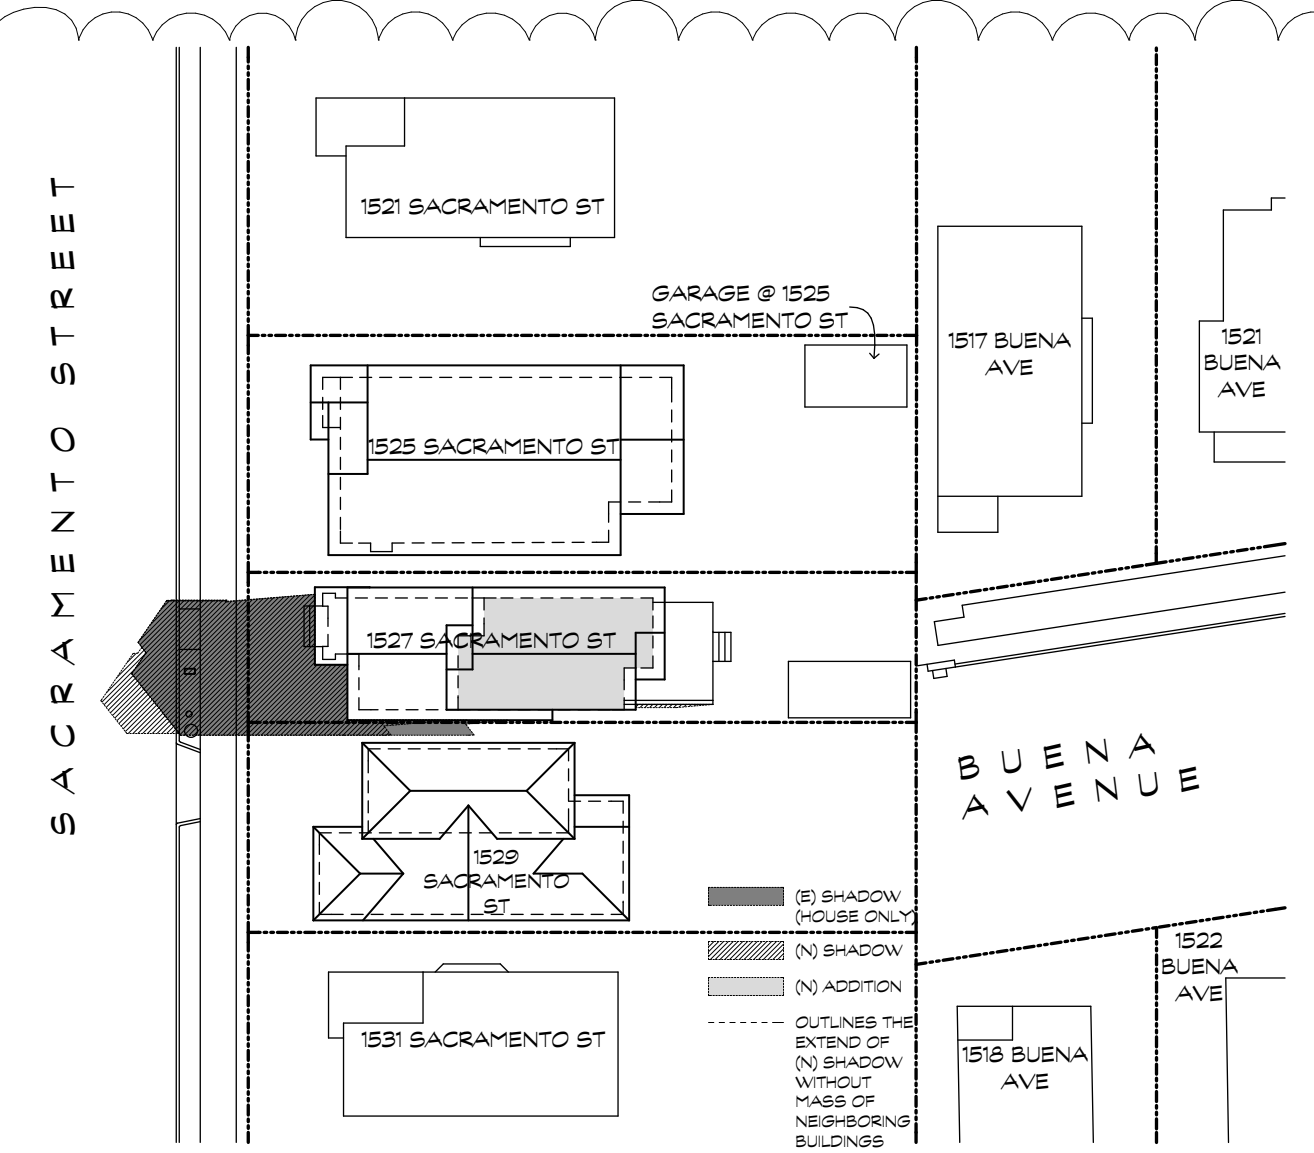 SACRAMENTO STREET
1521 SACRAMENTO ST
GARAGE @ 1525
SACRAMENTO ST
1517 BUENA
AVE
1521
BUENA
AVE
1525 SACRAMENTO ST
1527 SACRAMENTO ST
BUENA
AVENUE
1529
SACRAMENTO
ST
1531 SACRAMENTO ST
(E) SHADOW
(HOUSE ONLY)
(N) SHADOW
(N) ADDITION
OUTLINES THE
EXTEND OF
(N) SHADOW
WITHOUT
MASS OF
NEIGHBORING
BUILDINGS
1522
BUENA
AVE
1518 BUENA
AVE